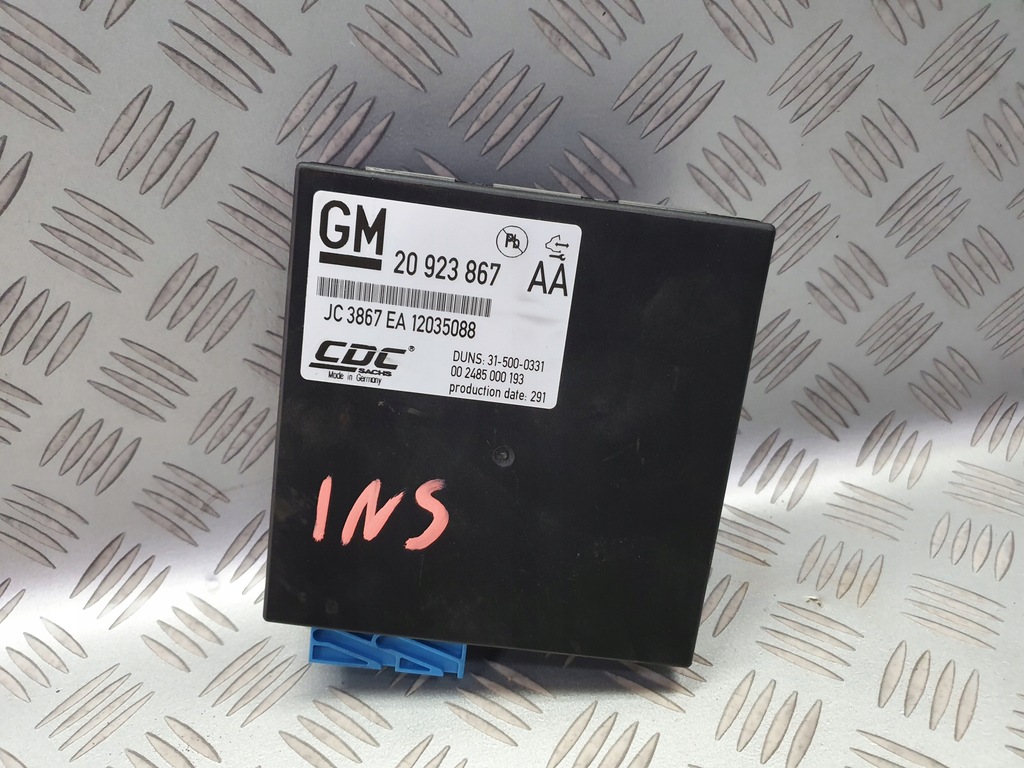 GM
Pb
20 923 867
AA
JC 3867 EA 12035088
CDC®
SACHS
Made in Germany
DUNS: 31-500-0331
00 2485 000 193
production date: 291
INS